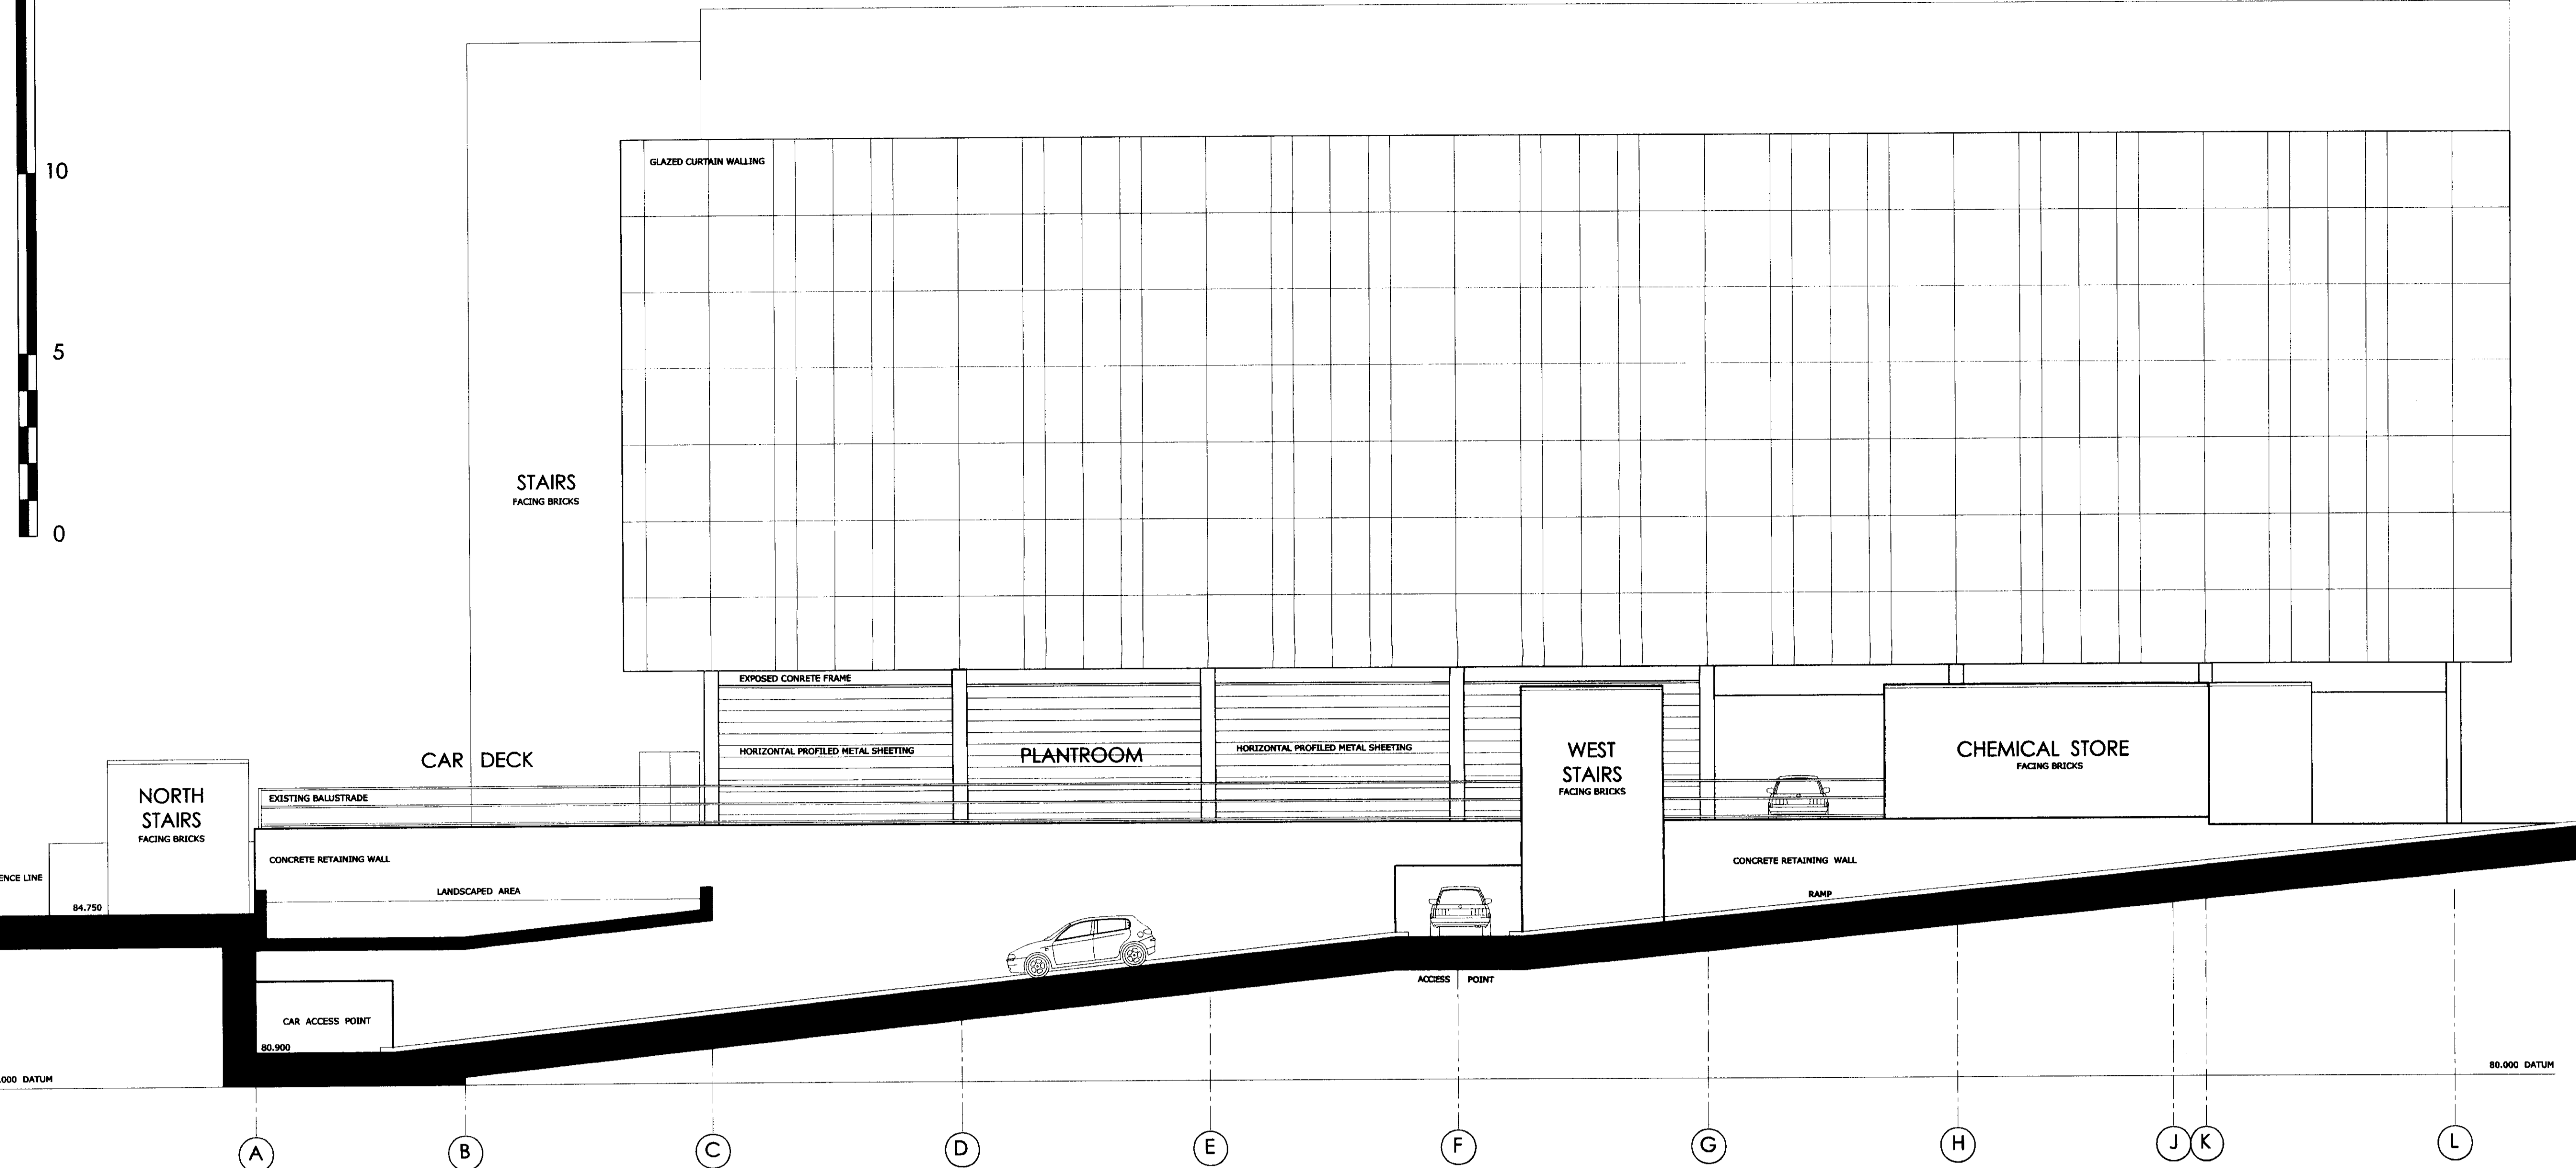 10
GLAZED CURTAIN WALLING
5
STAIRS
FACING BRICKS
0
EXPOSED CONRETE FRAME
HORIZONTAL PROFILED METAL SHEETING
PLANTROOM
HORIZONTAL PROFILED METAL SHEETING
WEST
STAIRS
FACING BRICKS
CHEMICAL STORE
FACING BRICKS
CAR DECK
NORTH
STAIRS
FACING BRICKS
EXISTING BALUSTRADE
CONCRETE RETAINING WALL
CONCRETE RETAINING WALL
ENCE LINE
LANDSCAPED AREA
RAMP
84.750
ACCESS POINT
CAR ACCESS POINT
80.900
.000 DATUM
80.000 DATUM
A B C D E F G H J K L